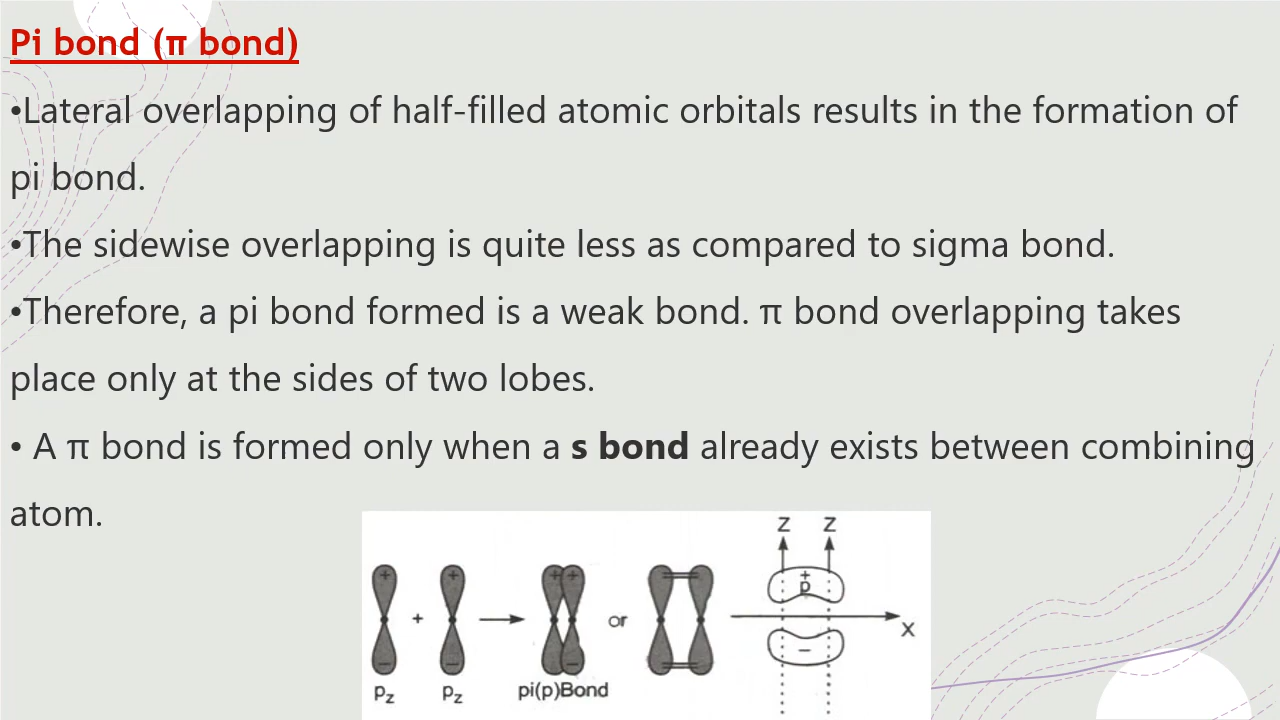 Pi bond (π bond)
•Lateral overlapping of half-filled atomic orbitals results in the formation of
pi bond.
•The sidewise overlapping is quite less as compared to sigma bond.
•Therefore, a pi bond formed is a weak bond. π bond overlapping takes
place only at the sides of two lobes.
• A π bond is formed only when a s bond already exists between combining
atom.
Z Z
+ + + + + p
+ or X
− − − −
pz pz pi(p)Bond